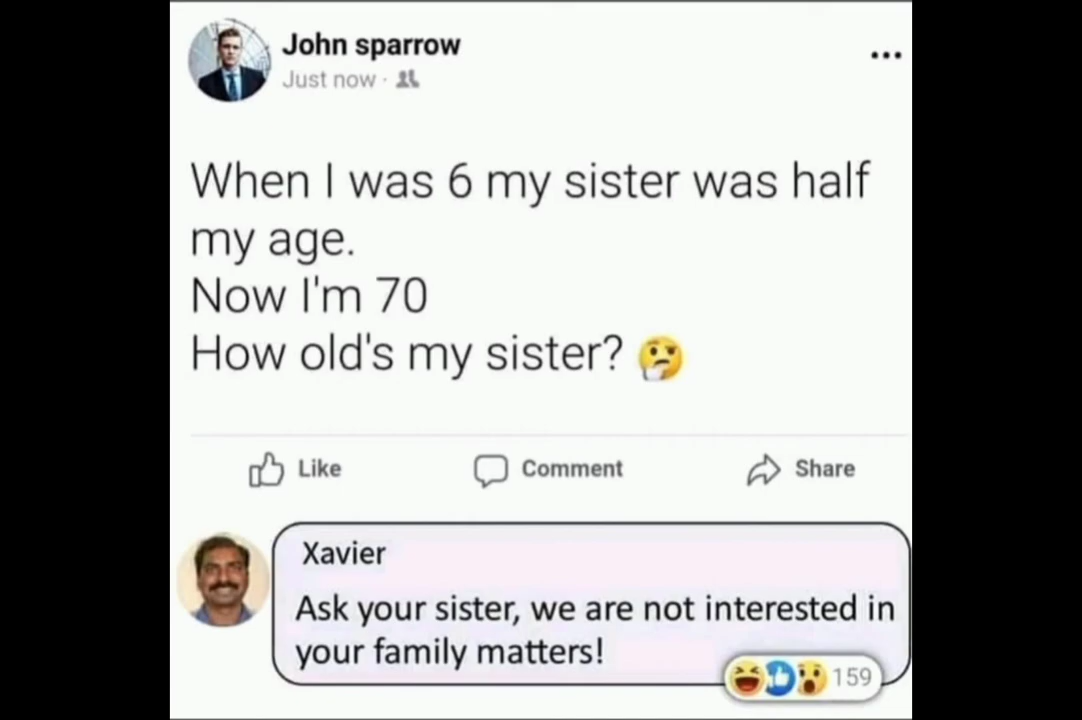 John sparrow
Just now ·
...
When I was 6 my sister was half
my age.
Now I'm 70
How old's my sister? 🤔
Like
Comment
Share
Xavier
Ask your sister, we are not interested in
your family matters!
159